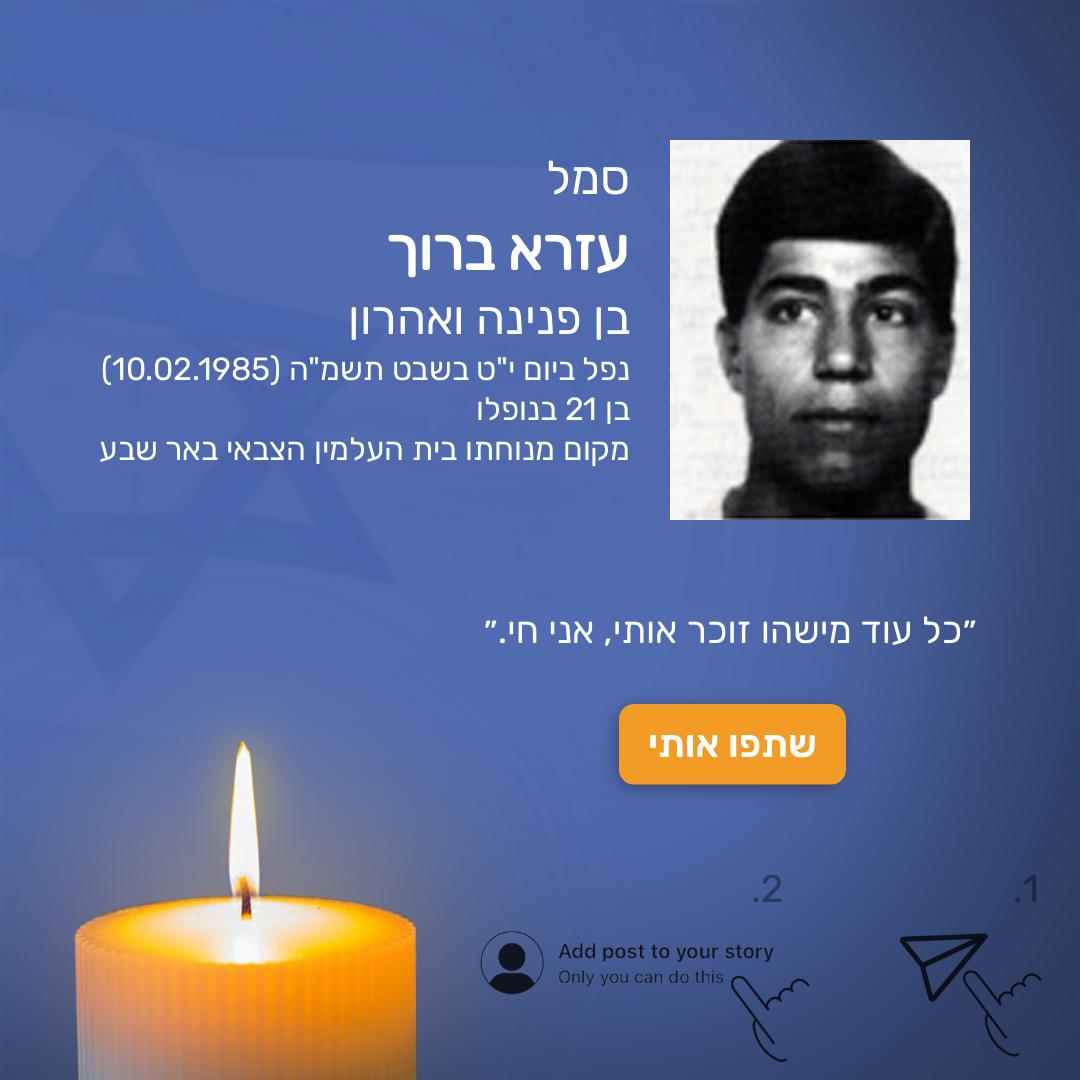 סמל
עזרא ברוך
בן פנינה ואהרון
נפל ביום י"ט בשבט תשמ"ה (10.02.1985)
בן 21 בנופלו
מקום מנוחתו בית העלמין הצבאי באר שבע
״כל עוד מישהו זוכר אותי, אני חי.״
שתפו אותי
1.
2.
Add post to your story
Only you can do this